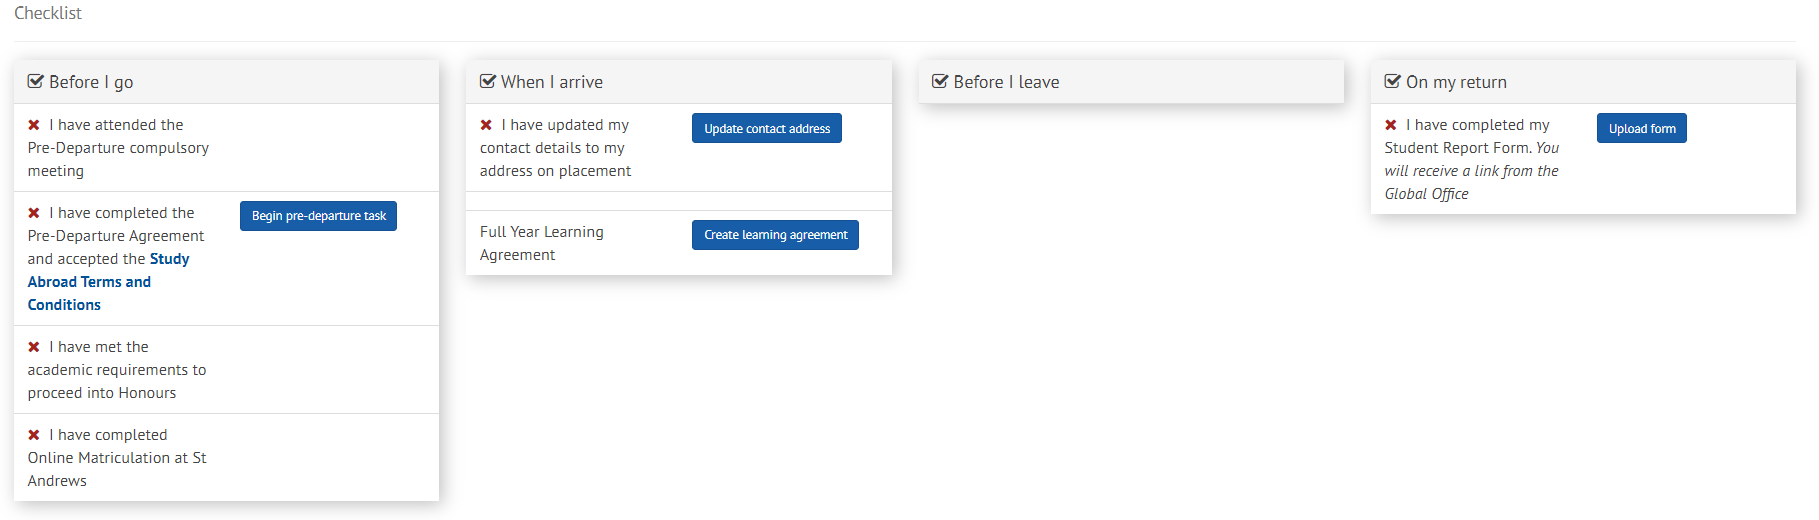 Checklist
Before I go
I have attended the
Pre-Departure compulsory
meeting
I have completed the
Pre-Departure Agreement
and accepted the Study
Abroad Terms and
Conditions
Begin pre-departure task
I have met the
academic requirements to
proceed into Honours
I have completed
Online Matriculation at St
Andrews
When I arrive
I have updated my
contact details to my
address on placement
Update contact address
Full Year Learning
Agreement
Create learning agreement
Before I leave
On my return
I have completed my
Student Report Form. You
will receive a link from the
Global Office
Upload form